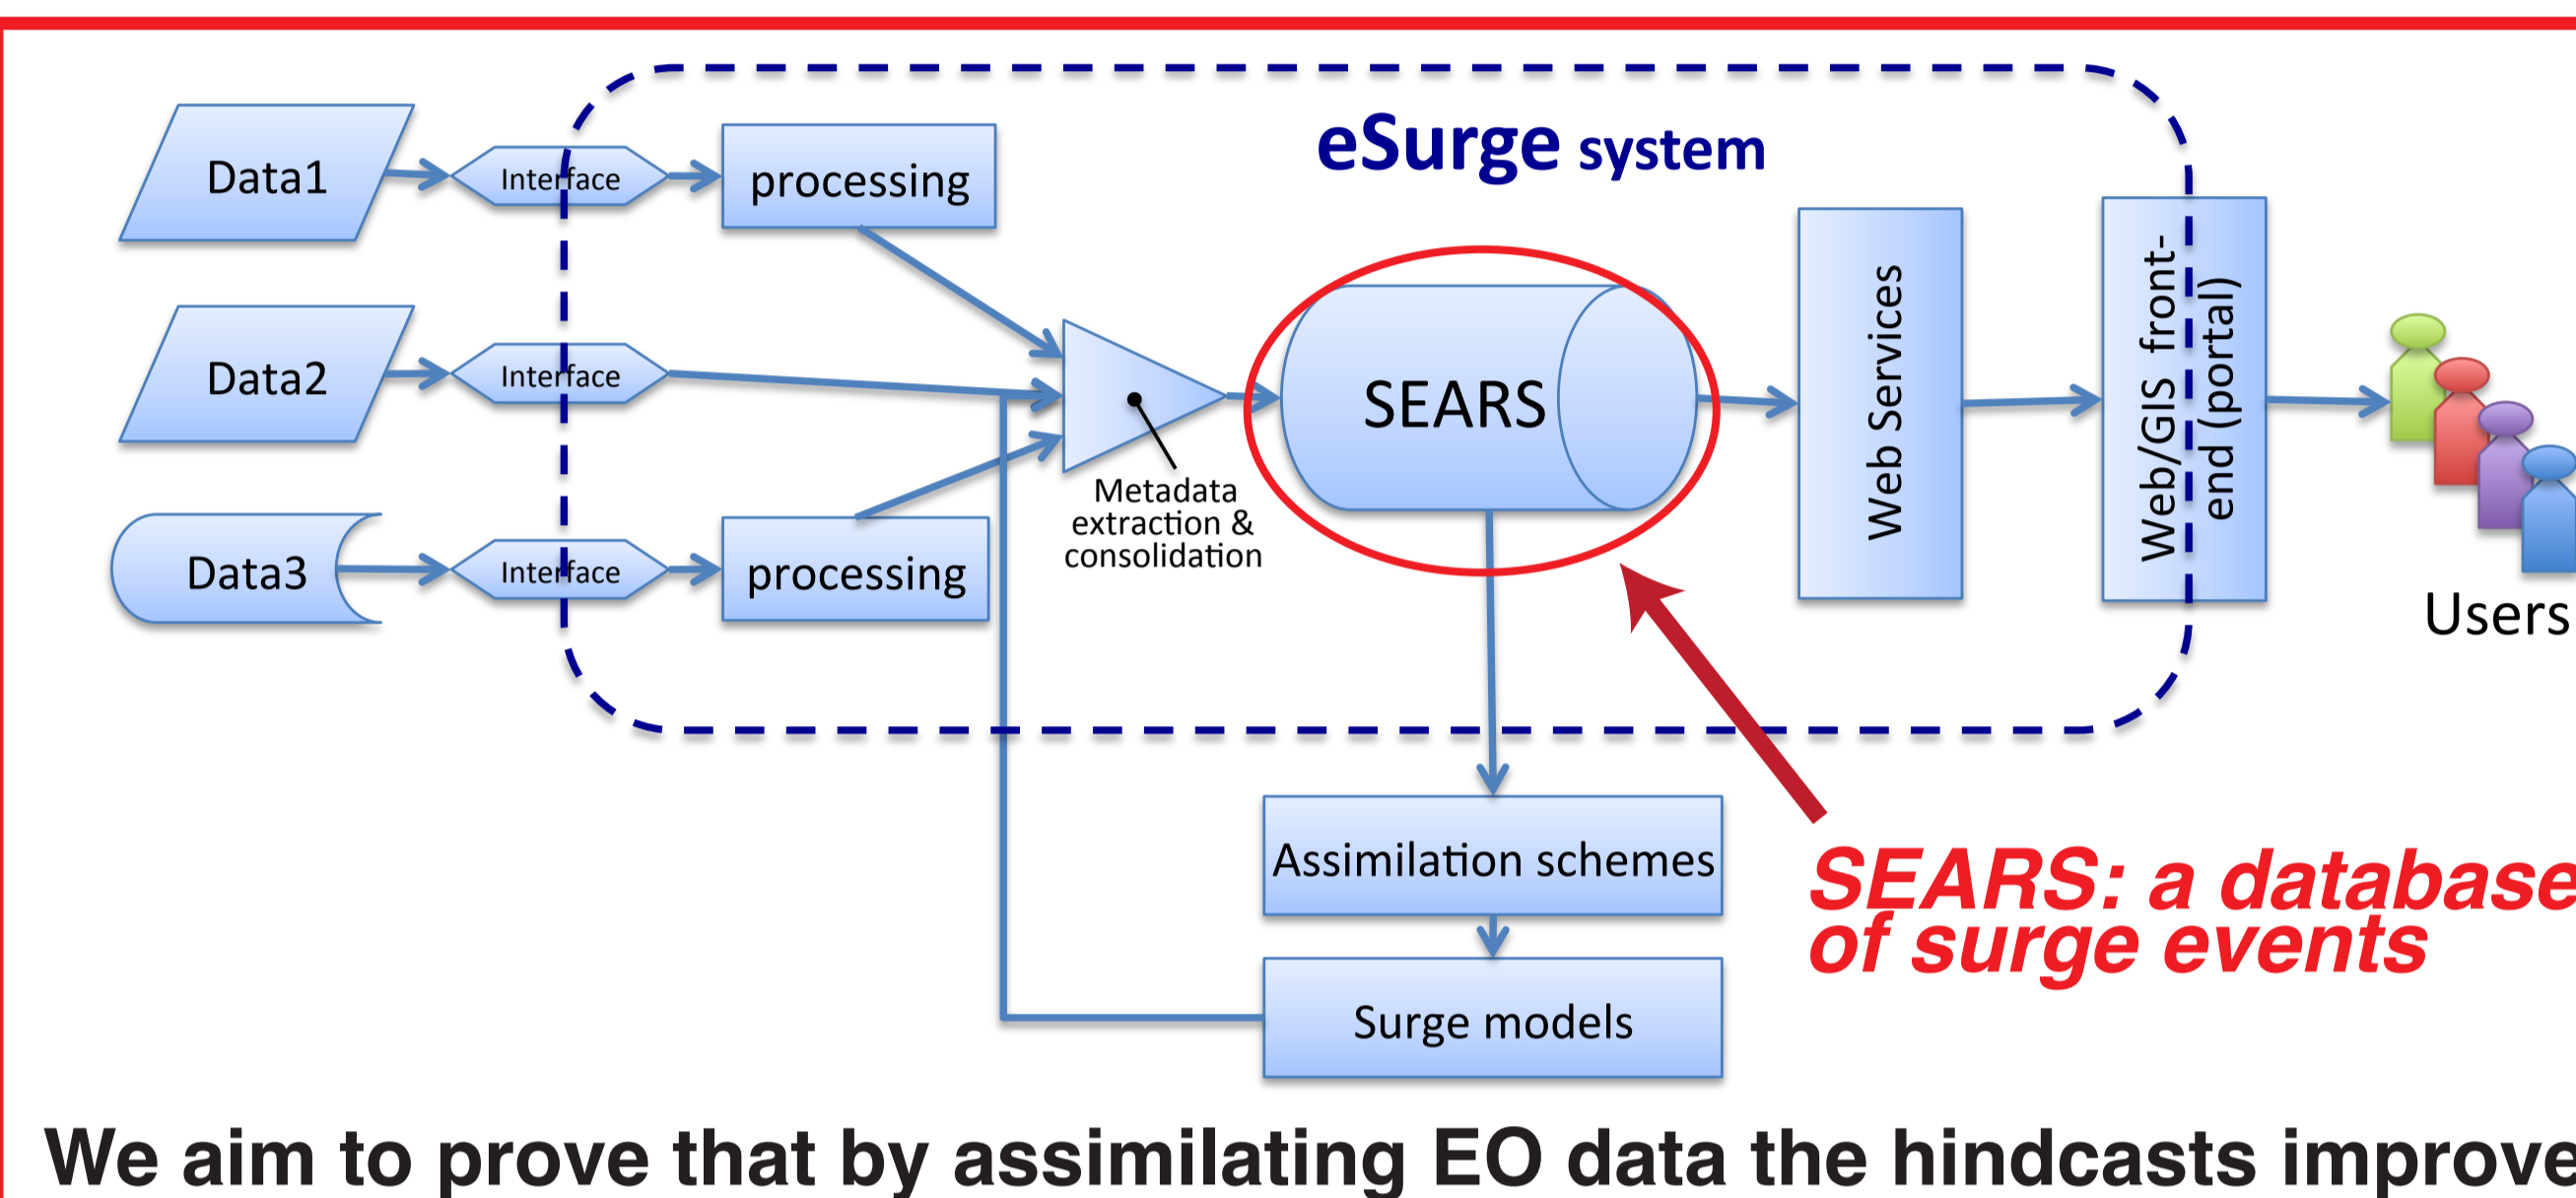 eSurge system
Data1
Interface
processing
Data2
Interface
Data3
Interface
processing
Metadata
extraction &
consolidation
SEARS
Web Services
Web/GIS front-
end (portal)
Users
Assimilation schemes
Surge models
SEARS: a database
of surge events
We aim to prove that by assimilating EO data the hindcasts improve